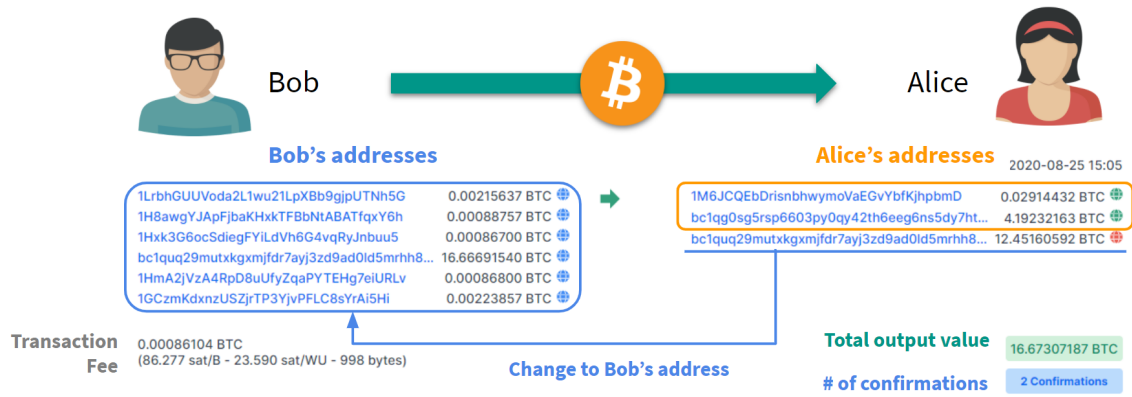 Bob
Alice
Bob's addresses
Alice's addresses
2020-08-25 15:05
1LrbhGUUVoda2L1wu21LpXBb9gjpUTNh5G 0.00215637 BTC
1H8awgYJApFjbaKHxkTFBbNtABATfqxY6h 0.00088757 BTC
1Hxk3G6ocSdiegFYiLdVh6G4vqRyJnbuu5 0.00086700 BTC
bc1quq29mutxkgxmjfdr7ayj3zd9ad0ld5mrhh8... 16.66691540 BTC
1HmA2jVzA4RpD8uUfyZqaPYTEHg7eiURLv 0.00086800 BTC
1GCzmKdxnzUSZjrTP3YjvPFLC8sYrAi5Hi 0.00223857 BTC
1M6JCQEbDrisnbhwymoVaEGvYbfKjhpbmD 0.02914432 BTC
bc1qg0sg5rsp6603py0qy42th6eeg6ns5dy7ht... 4.19232163 BTC
bc1quq29mutxkgxmjfdr7ayj3zd9ad0ld5mrhh8... 12.45160592 BTC
Transaction
Fee
0.00086104 BTC
(86.277 sat/B - 23.590 sat/WU - 998 bytes)
Change to Bob's address
Total output value
16.67307187 BTC
# of confirmations
2 Confirmations